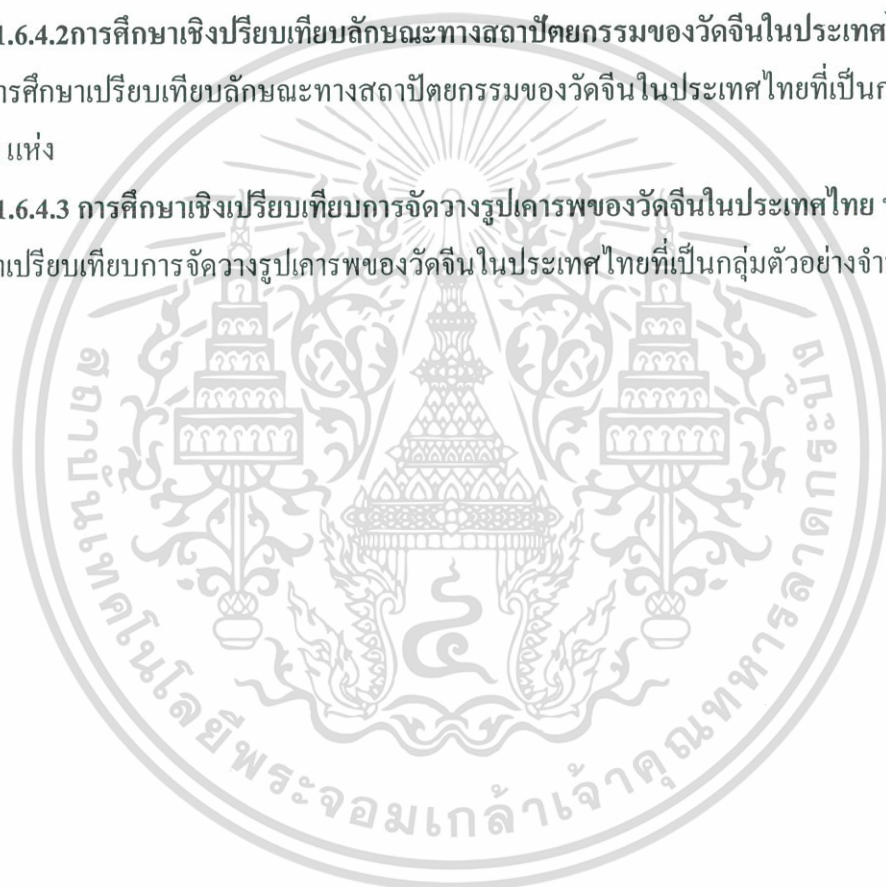 1.6.4.2การศึกษาเชิงปรียบเทียบลักษณะทางสถาปัตยกรรมของวัดจีนในประเทศ
ารศึกษาเปรียบเทียบลักษณะทางสถาปัตยกรรมของวัดจีนในประเทศไทยที่เป็นก
แห่ง
1.6.4.3 การศึกษาเชิงเปรียบเทียบการจัดวางรูปเคารพของวัดจีนในประเทศไทย
าเปรียบเทียบการจัดวางรูปเคารพของวัดจีนในประเทศไทยที่เป็นกลุ่มตัวอย่างจำ
สถาบันเทคโนโลยีพระจอมเกล้าเจ้าคุณทหารลาดกระบัง